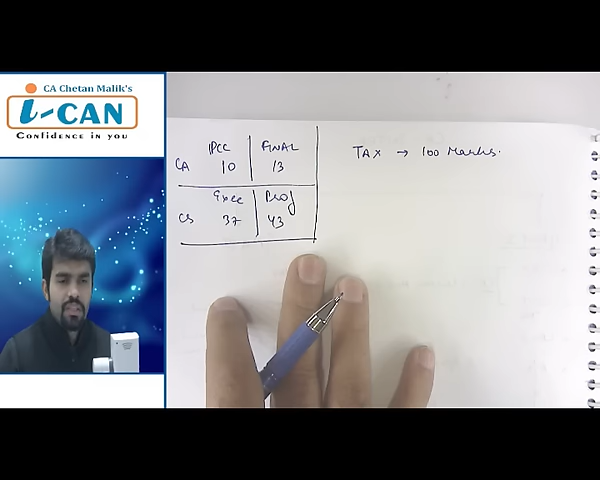 CA Chetan Malik's
i-CAN
Confidence in you
IPCC FINAL
CA 10 13
Exec Prof
CS 37 43
TAX → 100 Marks.